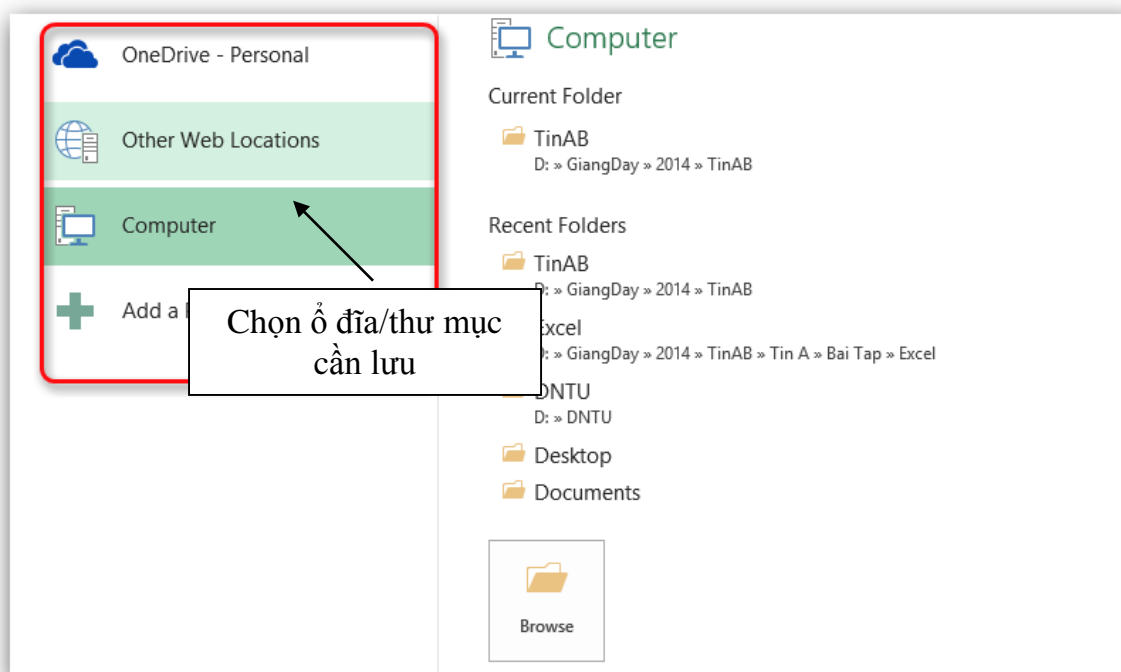 OneDrive - Personal
Other Web Locations
Computer
Add a
Chọn ổ đĩa/thư mục
cần lưu
Computer
Current Folder
TinAB
D: » GiangDay » 2014 » TinAB
Recent Folders
TinAB
D: » GiangDay » 2014 » TinAB
Excel
D: » GiangDay » 2014 » TinAB » Tin A » Bai Tap » Excel
DNTU
D: » DNTU
Desktop
Documents
Browse